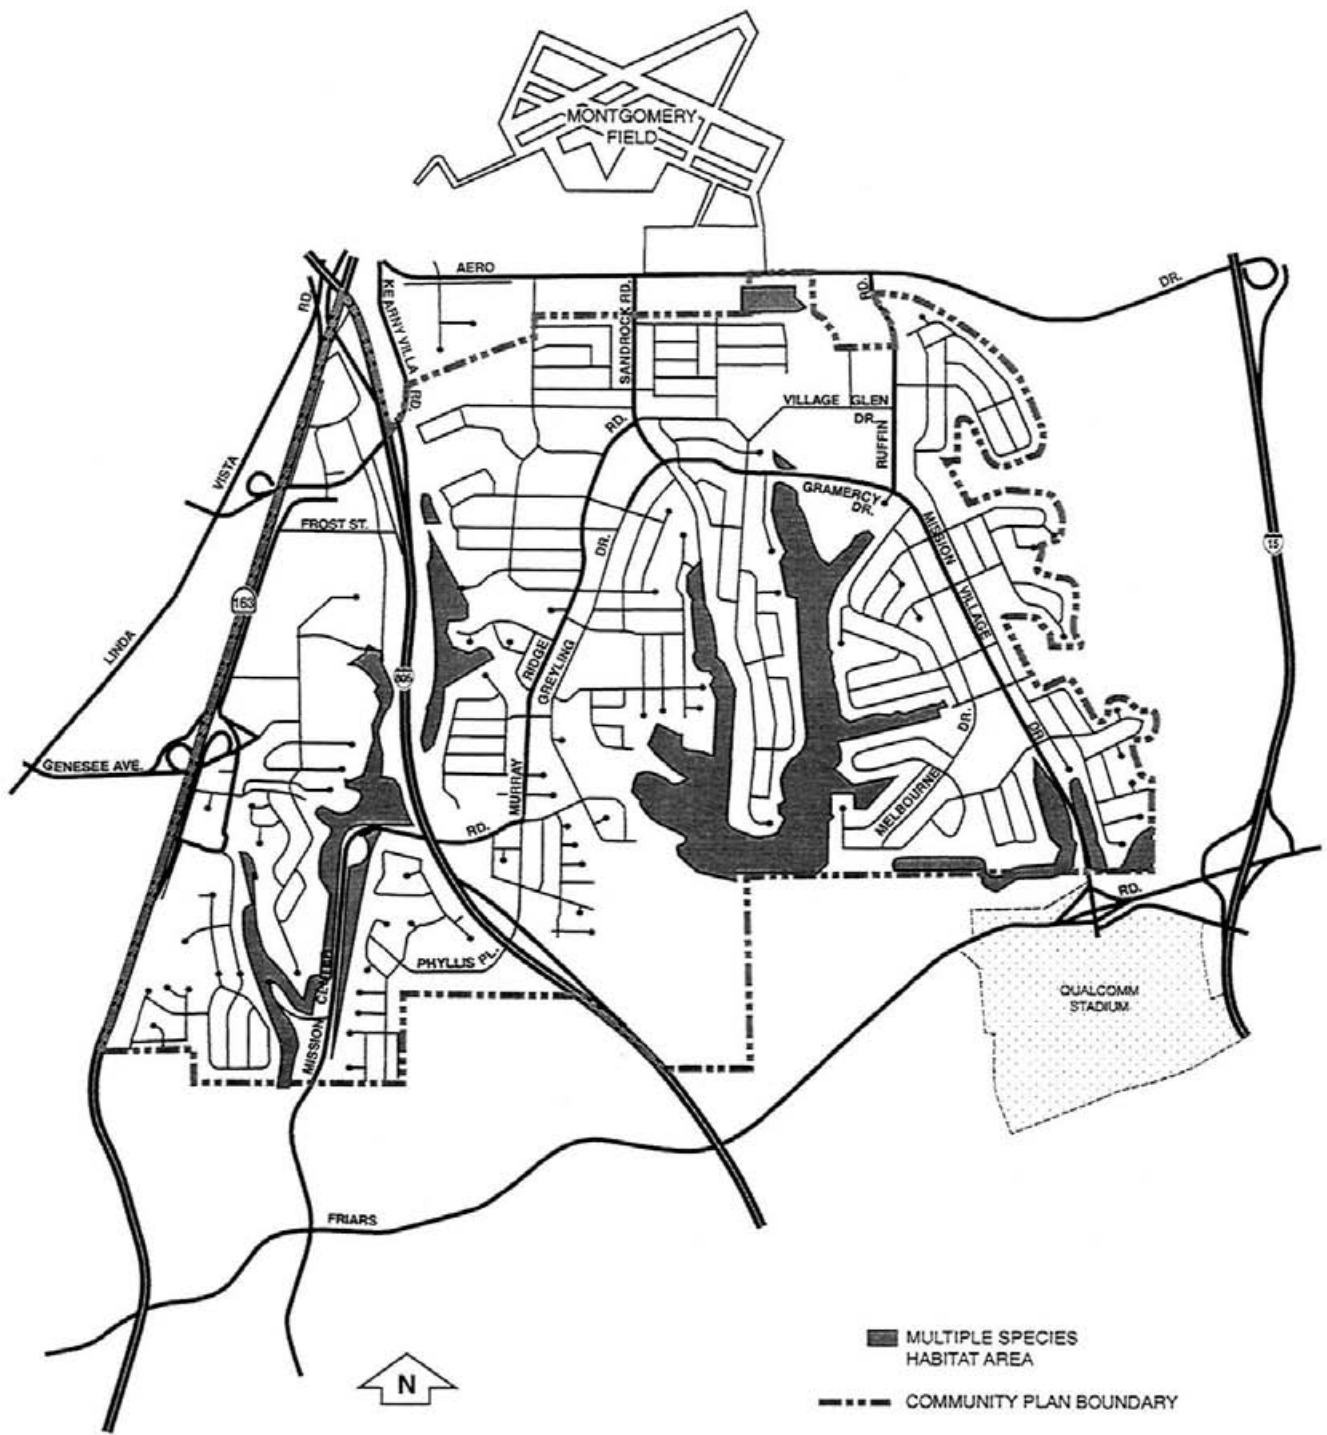 MONTGOMERY
FIELD
AERO
DR.
RD.
KEARNY VILLA
RD.
SANDROCK RD.
RD.
VILLAGE GLEN
DR.
RUFFIN
RD.
VISTA
LINDA
FROST ST.
GRAMERCY
DR.
MISSION
VILLAGE
DR.
15
163
805
DR.
RIDGE
GREYLING
MURRAY
RD.
GENESEE AVE.
DR.
MELBOURNE
PHYLLIS PL.
CENTER
MISSION
RD.
QUALCOMM
STADIUM
FRIARS
N
MULTIPLE SPECIES
HABITAT AREA
COMMUNITY PLAN BOUNDARY